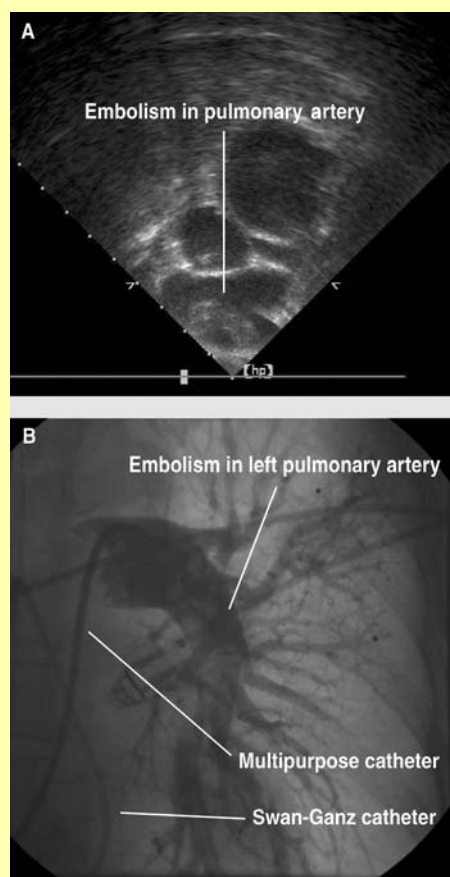 A
Embolism in pulmonary artery
[hp]
B
Embolism in left pulmonary artery
Multipurpose catheter
Swan-Ganz catheter